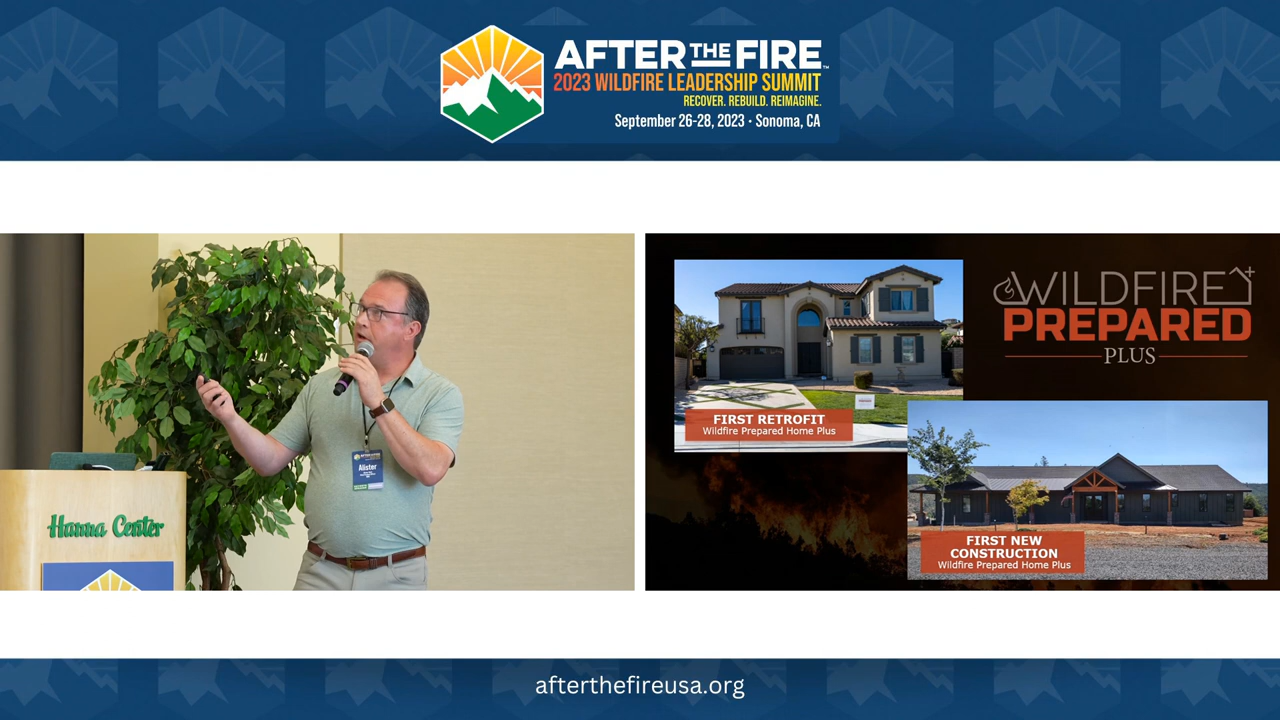 AFTER THE FIRE™
2023 WILDFIRE LEADERSHIP SUMMIT
RECOVER. REBUILD. REIMAGINE.
September 26-28, 2023 • Sonoma, CA
Alister
Hanna Center
WILDFIRE
PREPARED
PLUS
FIRST RETROFIT
Wildfire Prepared Home Plus
FIRST NEW
CONSTRUCTION
Wildfire Prepared Home Plus
afterthefireusa.org